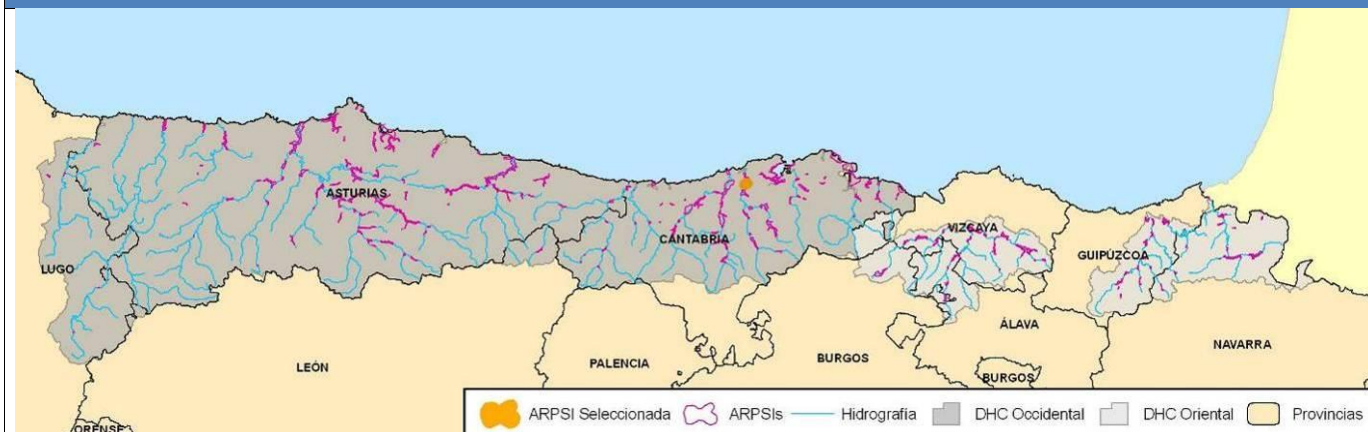 ASTURIAS
CANTABRIA
VIZCAYA
GUIPÚZCOA
LUGO
ÁLAVA
NAVARRA
LEÓN
PALENCIA
BURGOS
BURGOS
ORENSE
ARPSI Seleccionada ARPSIs Hidrografía DHC Occidental DHC Oriental Provincias